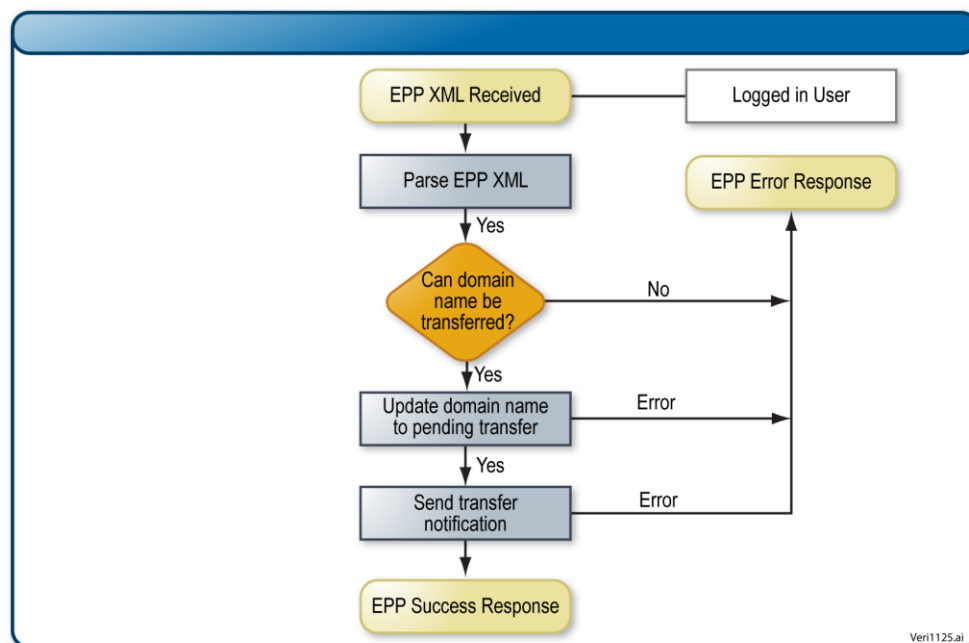 EPP XML Received
Logged in User
Parse EPP XML
EPP Error Response
Yes
Can domain
name be
transferred?
No
Yes
Update domain name
to pending transfer
Error
Yes
Send transfer
notification
Error
EPP Success Response
Veri1125.ai